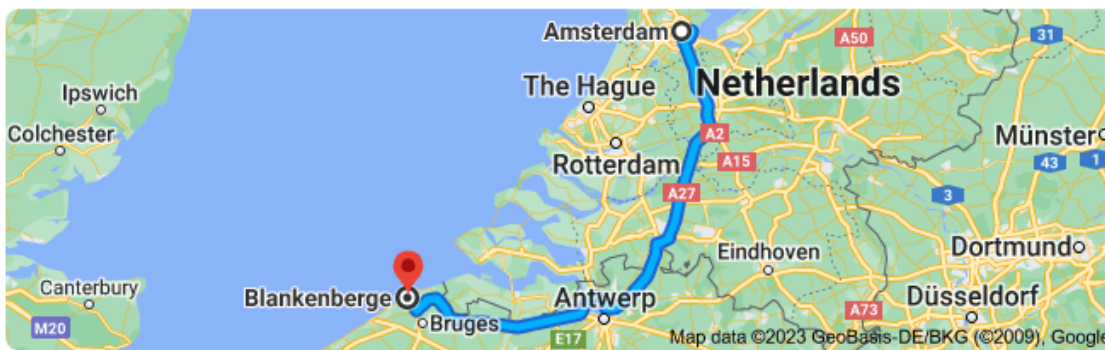 Amsterdam
A50
31
Netherlands
Ipswich
The Hague
Colchester
A2
Münster
Rotterdam
A15
43
1
A27
3
Eindhoven
Dortmund
Canterbury
Blankenberge
Antwerp
Düsseldorf
A73
M20
Bruges
E17
Map data ©2023 GeoBasis-DE/BKG (©2009), Google